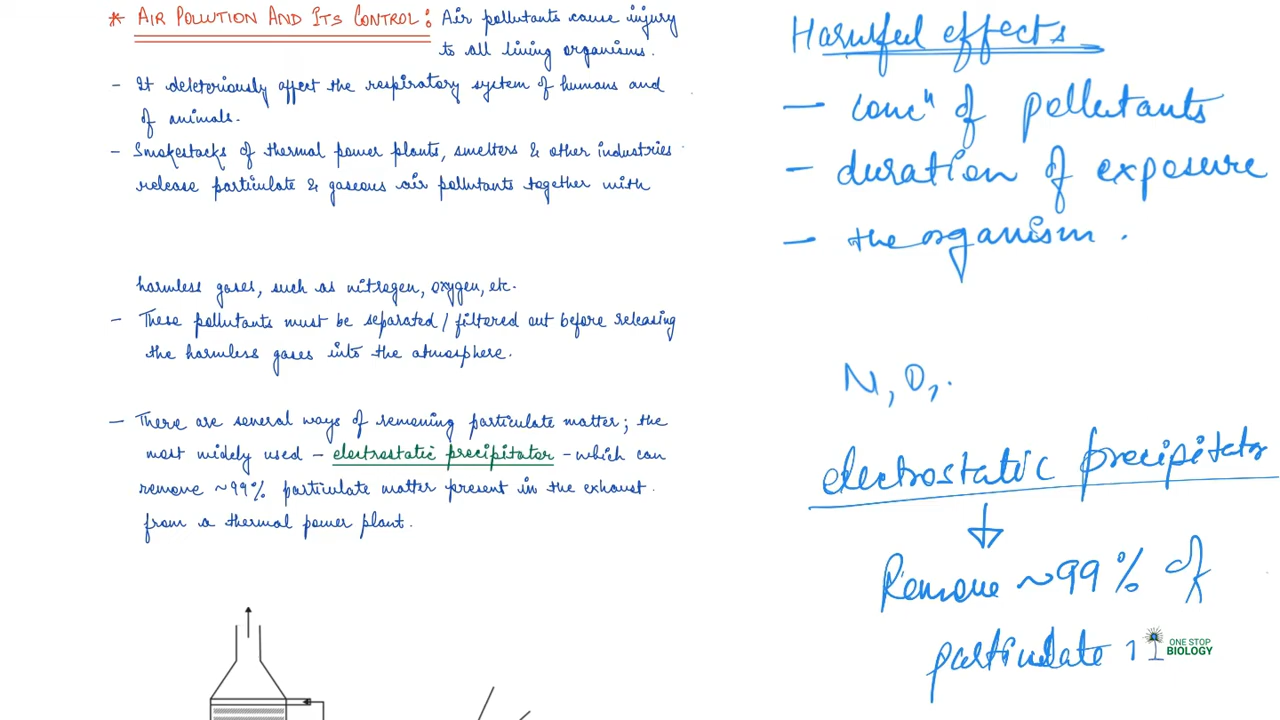 * AIR POLLUTION AND ITS CONTROL: Air pollutants cause injury
to all living organisms.
- It deleteriously affect the respiratory system of humans and
of animals.
- Smokestacks of thermal power plants, smelters & other industries
release particulate & gaseous air pollutants together with
harmless gases, such as nitrogen, oxygen, etc.
- These pollutants must be separated/filtered out before releasing
the harmless gases into the atmosphere.
- There are several ways of removing particulate matter; the
most widely used - electrostatic precipitator - which can
remove ~99% particulate matter present in the exhaust
from a thermal power plant.
Harmful effects
- concⁿ of pollutants
- duration of exposure
- the organism.
N, O,
electrostatic precipitator
Remove ~99% of
particulate
ONE STOP
BIOLOGY